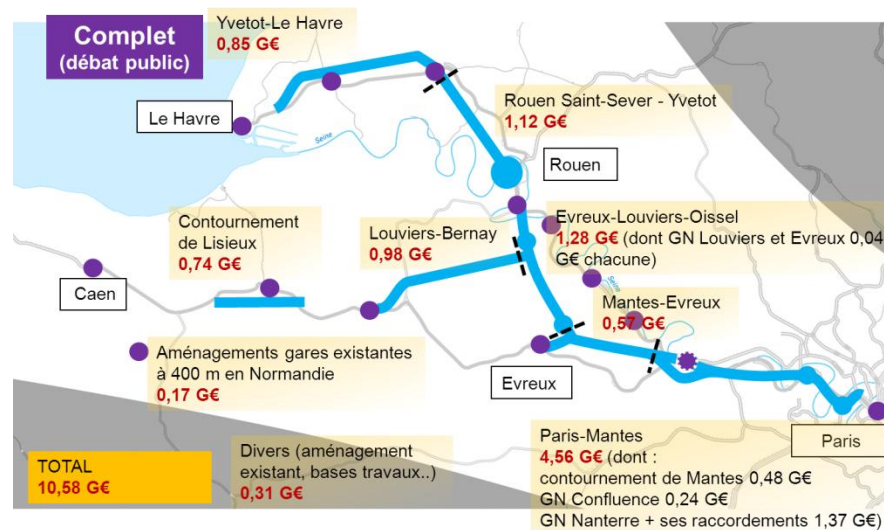 Complet
(débat public)
Yvetot-Le Havre
0,85 G€
Le Havre
Seine
Rouen Saint-Sever - Yvetot
1,12 G€
Rouen
Contournement
de Lisieux
0,74 G€
Louviers-Bernay
0,98 G€
Evreux-Louviers-Oissel
1,28 G€ (dont GN Louviers et Evreux 0,04
G€ chacune)
Seine
Caen
Mantes-Evreux
0,57G€
Aménagements gares existantes
à 400 m en Normandie
0,17 G€
Evreux
Paris
TOTAL
10,58 G€
Divers (aménagement
existant, bases travaux..)
0,31 G€
Paris-Mantes
4,56 G€ (dont :
contournement de Mantes 0,48 G€
GN Confluence 0,24 G€
GN Nanterre + ses raccordements 1,37 G€)